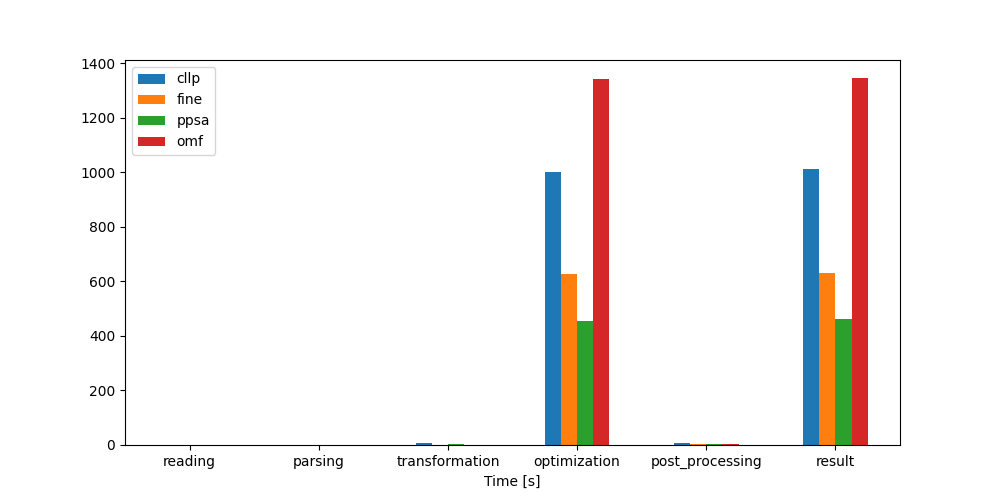 1400
1200
1000
800
600
400
200
0
cllp
fine
ppsa
omf
reading parsing transformation optimization post_processing result
Time [s]